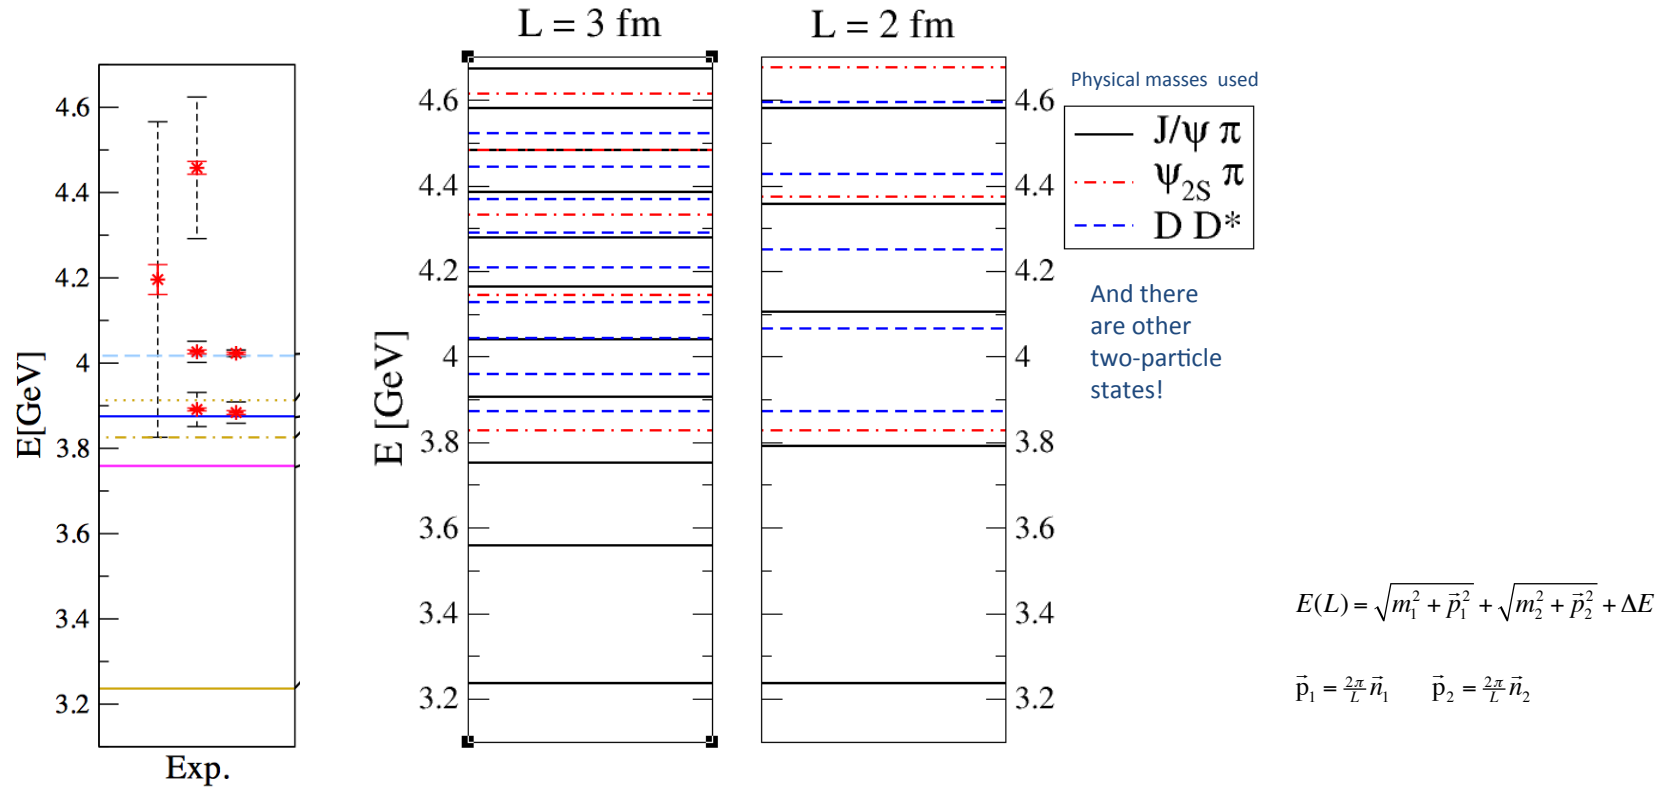 L = 3 fm
L = 2 fm
E[GeV]
4.6
4.4
4.2
4
3.8
3.6
3.4
3.2
Exp.
E [GeV]
4.6
4.4
4.2
4
3.8
3.6
3.4
3.2
4.6
4.4
4.2
4
3.8
3.6
3.4
3.2
Physical masses used
J/ψ π
ψ_{2S} π
D D*
And there
are other
two-particle
states!
E(L) = √(m₁² + p⃗₁²) + √(m₂² + p⃗₂²) + ΔE
p⃗₁ = 2π/L n⃗₁ p⃗₂ = 2π/L n⃗₂